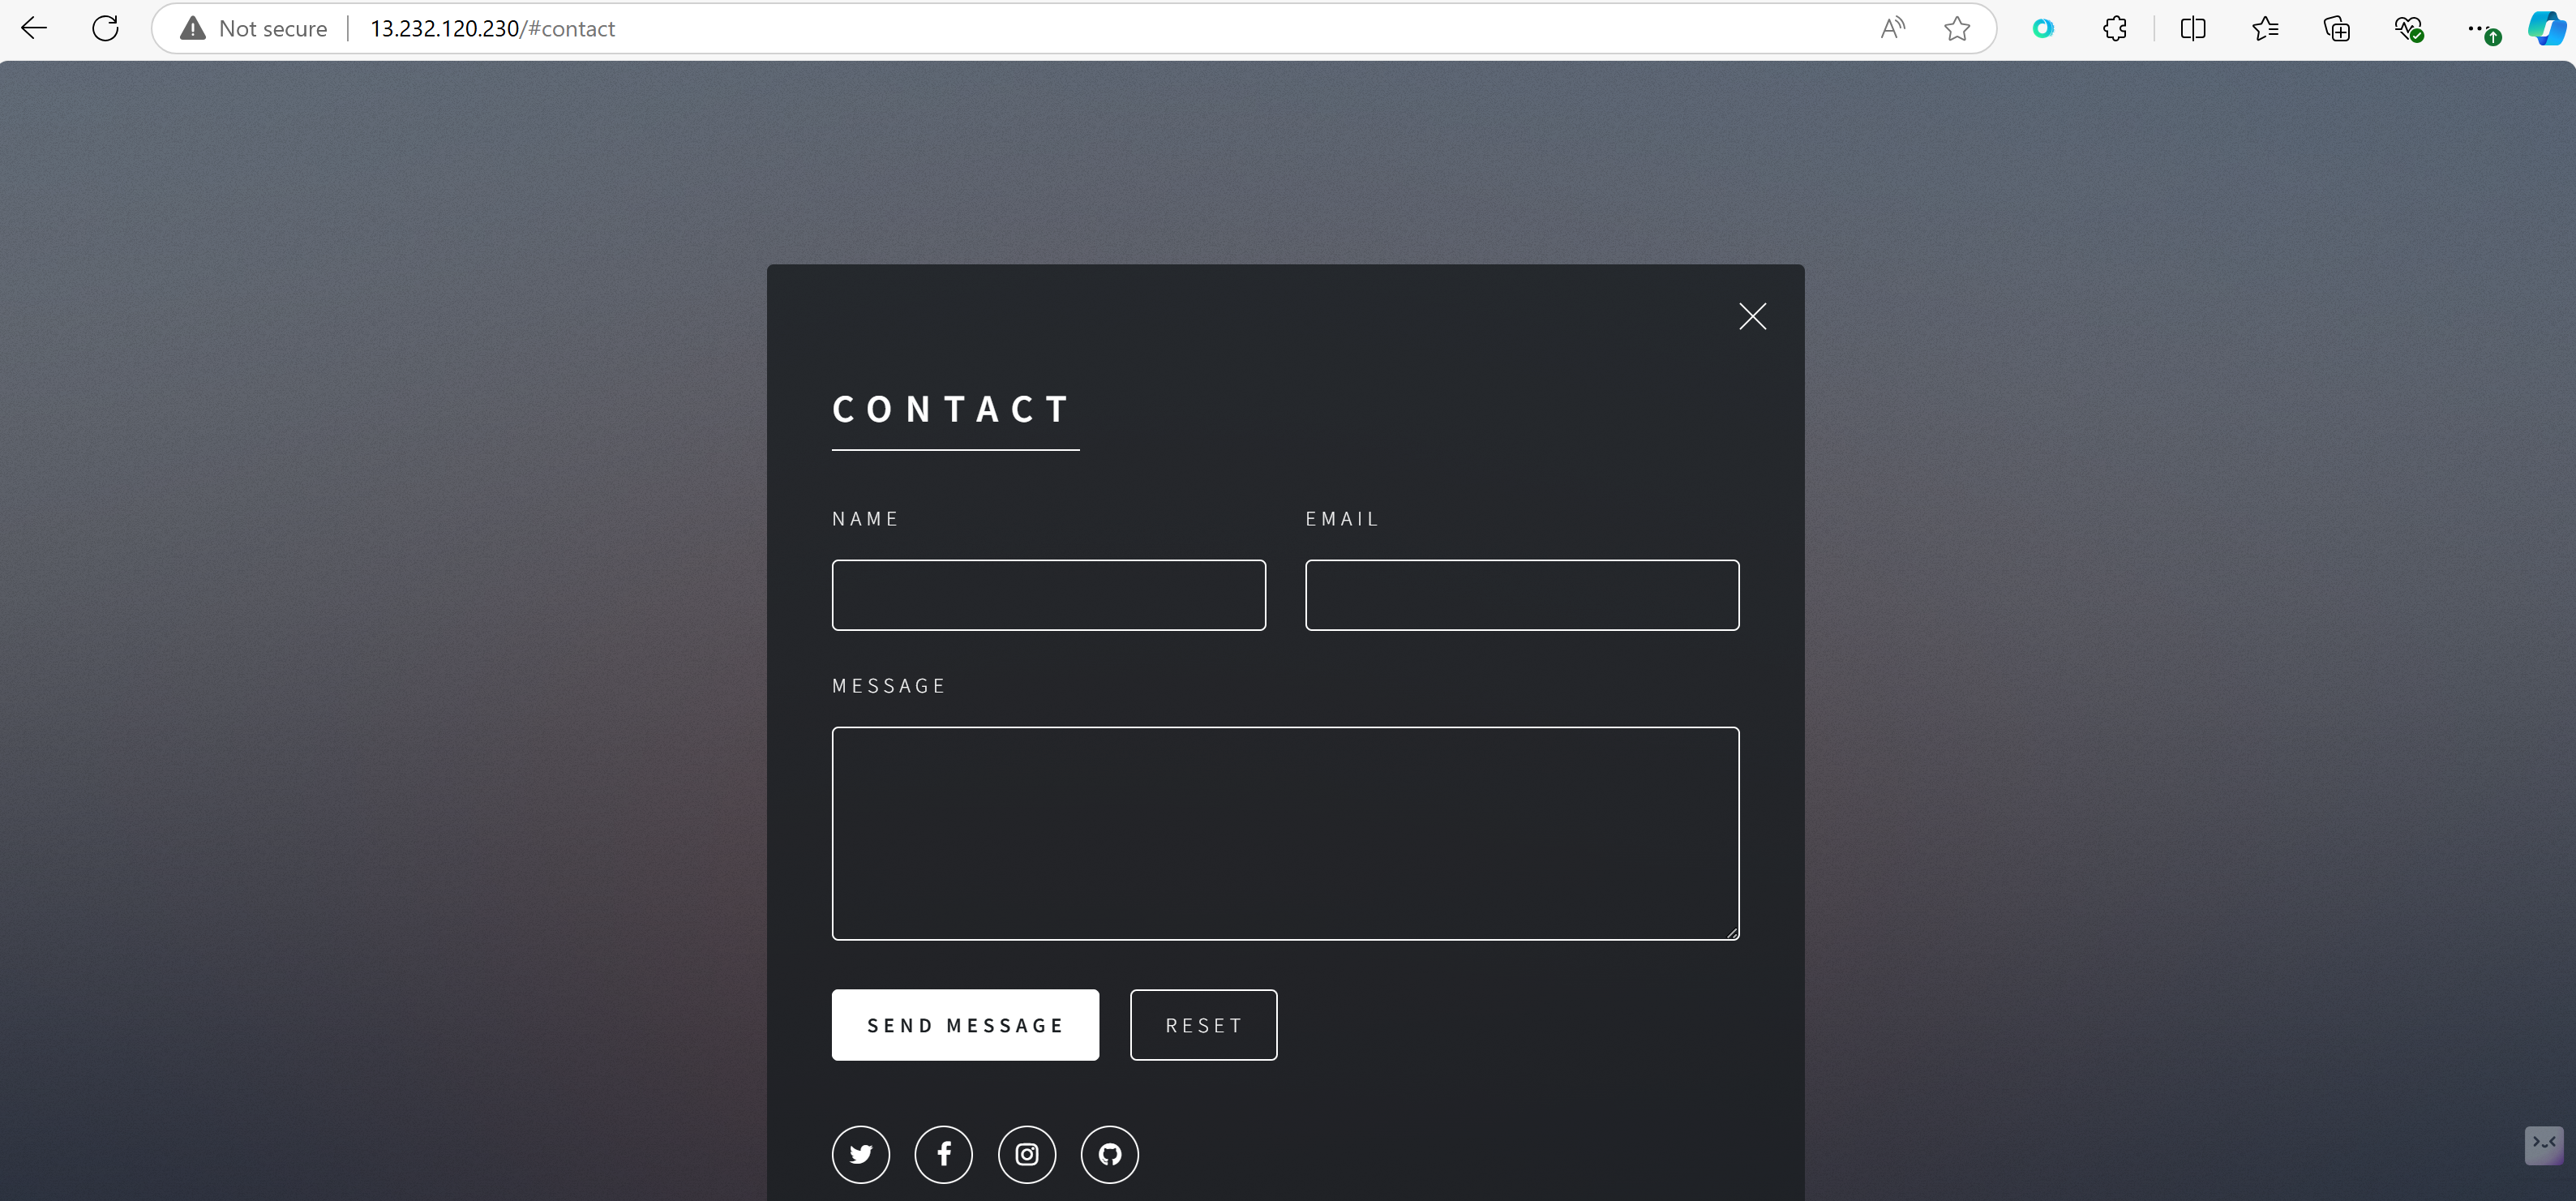 Not secure 13.232.120.230/#contact
CONTACT
NAME EMAIL
MESSAGE
SEND MESSAGE RESET